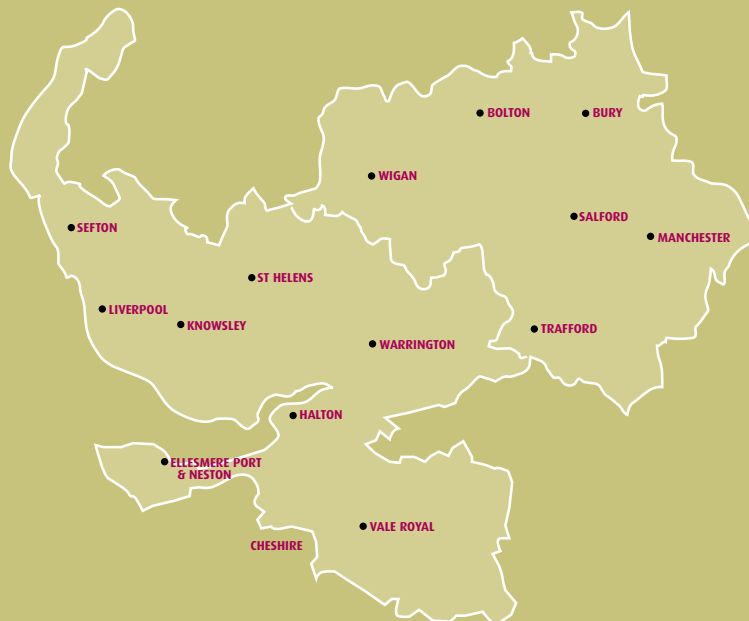 BOLTON
BURY
WIGAN
SALFORD
SEFTON
MANCHESTER
ST HELENS
LIVERPOOL
KNOWSLEY
TRAFFORD
WARRINGTON
HALTON
ELLESMERE PORT
& NESTON
VALE ROYAL
CHESHIRE